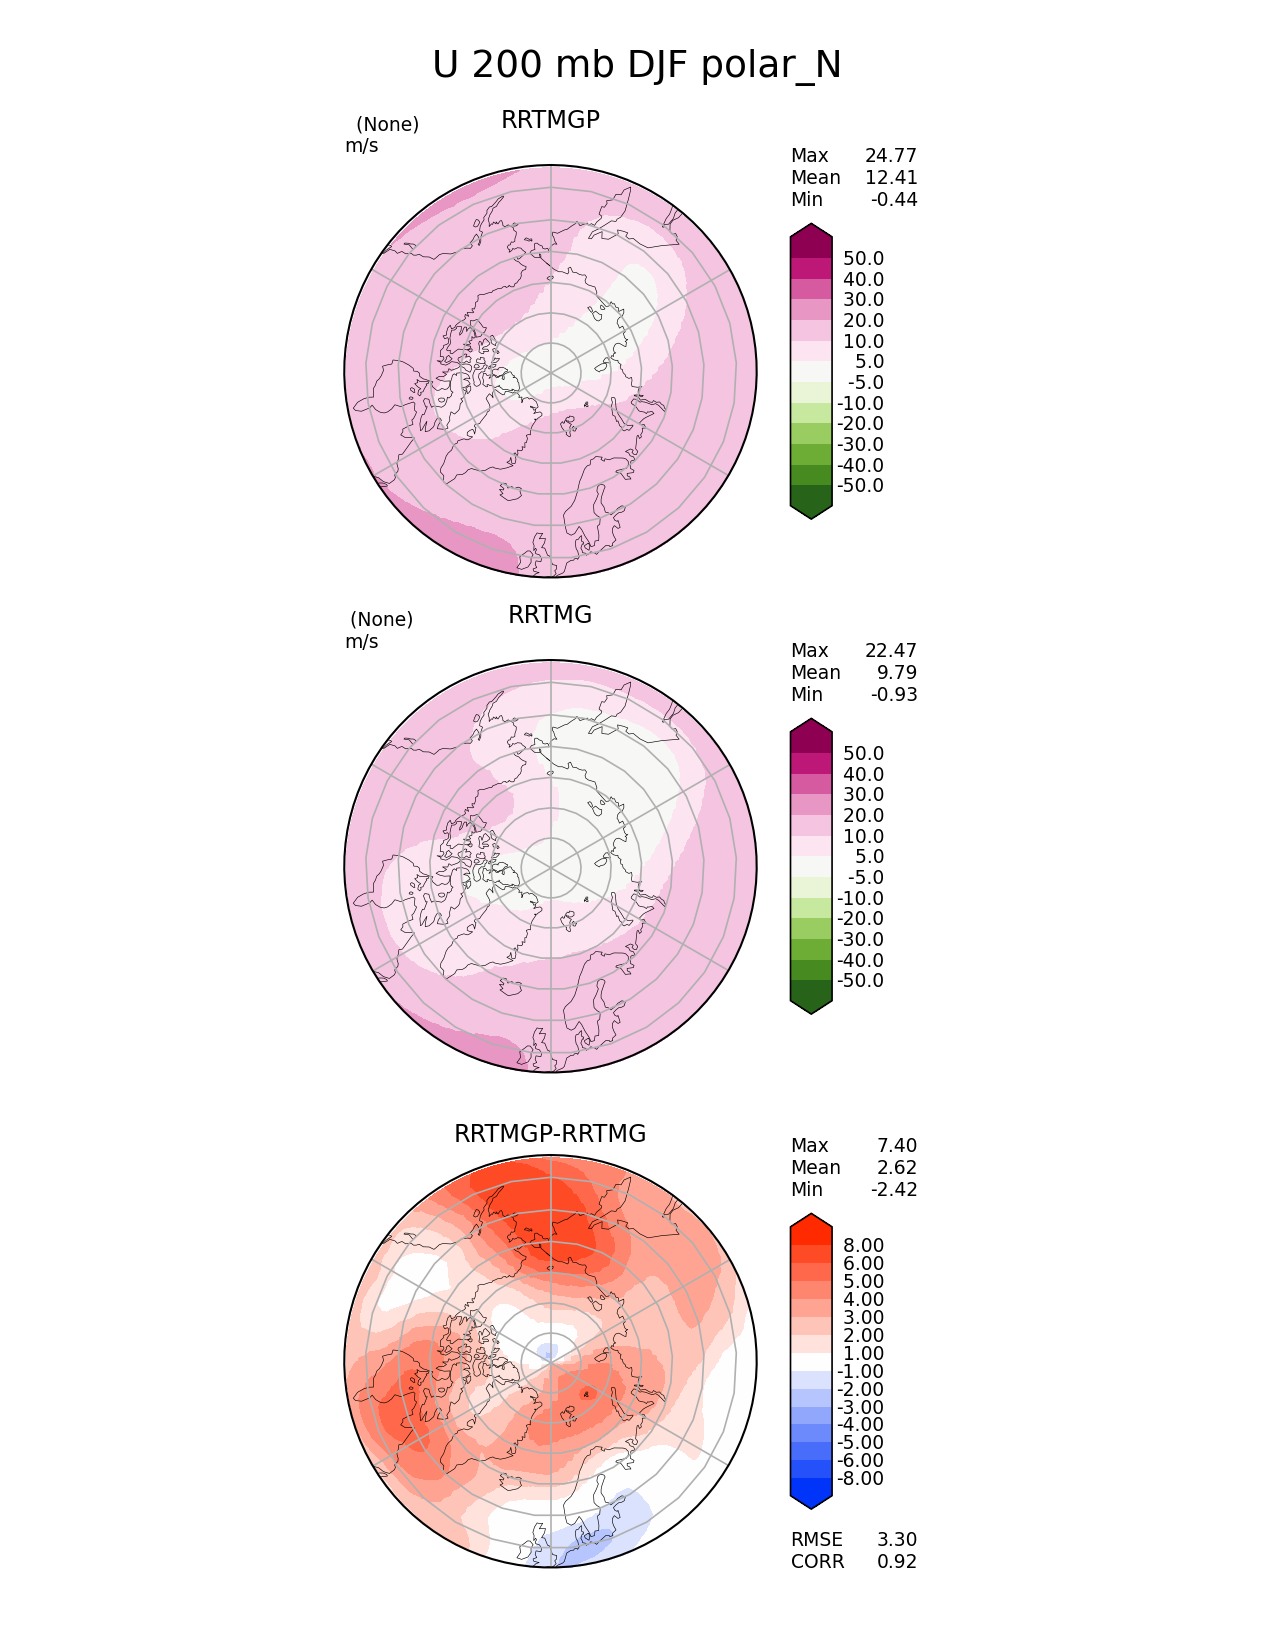 U 200 mb DJF polar_N
(None)
RRTMGP
m/s
Max 24.77
Mean 12.41
Min -0.44
50.0
40.0
30.0
20.0
10.0
5.0
-5.0
-10.0
-20.0
-30.0
-40.0
-50.0
(None)
RRTMG
m/s
Max 22.47
Mean 9.79
Min -0.93
50.0
40.0
30.0
20.0
10.0
5.0
-5.0
-10.0
-20.0
-30.0
-40.0
-50.0
RRTMGP-RRTMG
Max 7.40
Mean 2.62
Min -2.42
8.00
6.00
5.00
4.00
3.00
2.00
1.00
-1.00
-2.00
-3.00
-4.00
-5.00
-6.00
-8.00
RMSE 3.30
CORR 0.92